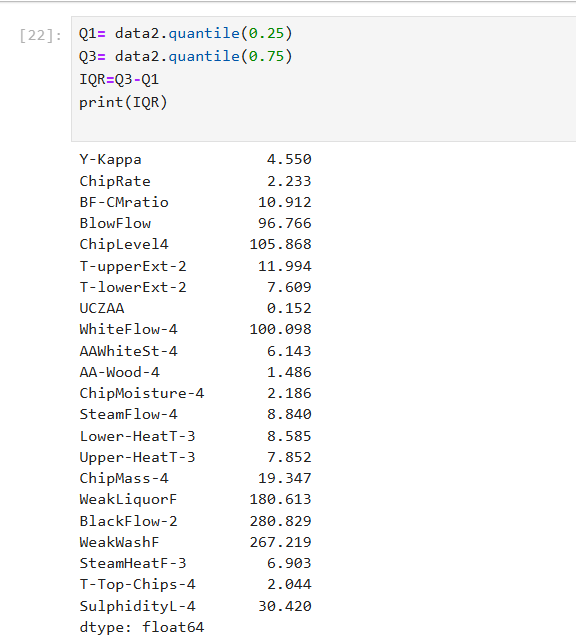 [22]: Q1= data2.quantile(0.25)
Q3= data2.quantile(0.75)
IQR=Q3-Q1
print(IQR)
Y-Kappa 4.550
ChipRate 2.233
BF-CMratio 10.912
BlowFlow 96.766
ChipLevel4 105.868
T-upperExt-2 11.994
T-lowerExt-2 7.609
UCZAA 0.152
WhiteFlow-4 100.098
AAWhiteSt-4 6.143
AA-Wood-4 1.486
ChipMoisture-4 2.186
SteamFlow-4 8.840
Lower-HeatT-3 8.585
Upper-HeatT-3 7.852
ChipMass-4 19.347
WeakLiquorF 180.613
BlackFlow-2 280.829
WeakWashF 267.219
SteamHeatF-3 6.903
T-Top-Chips-4 2.044
SulphidityL-4 30.420
dtype: float64